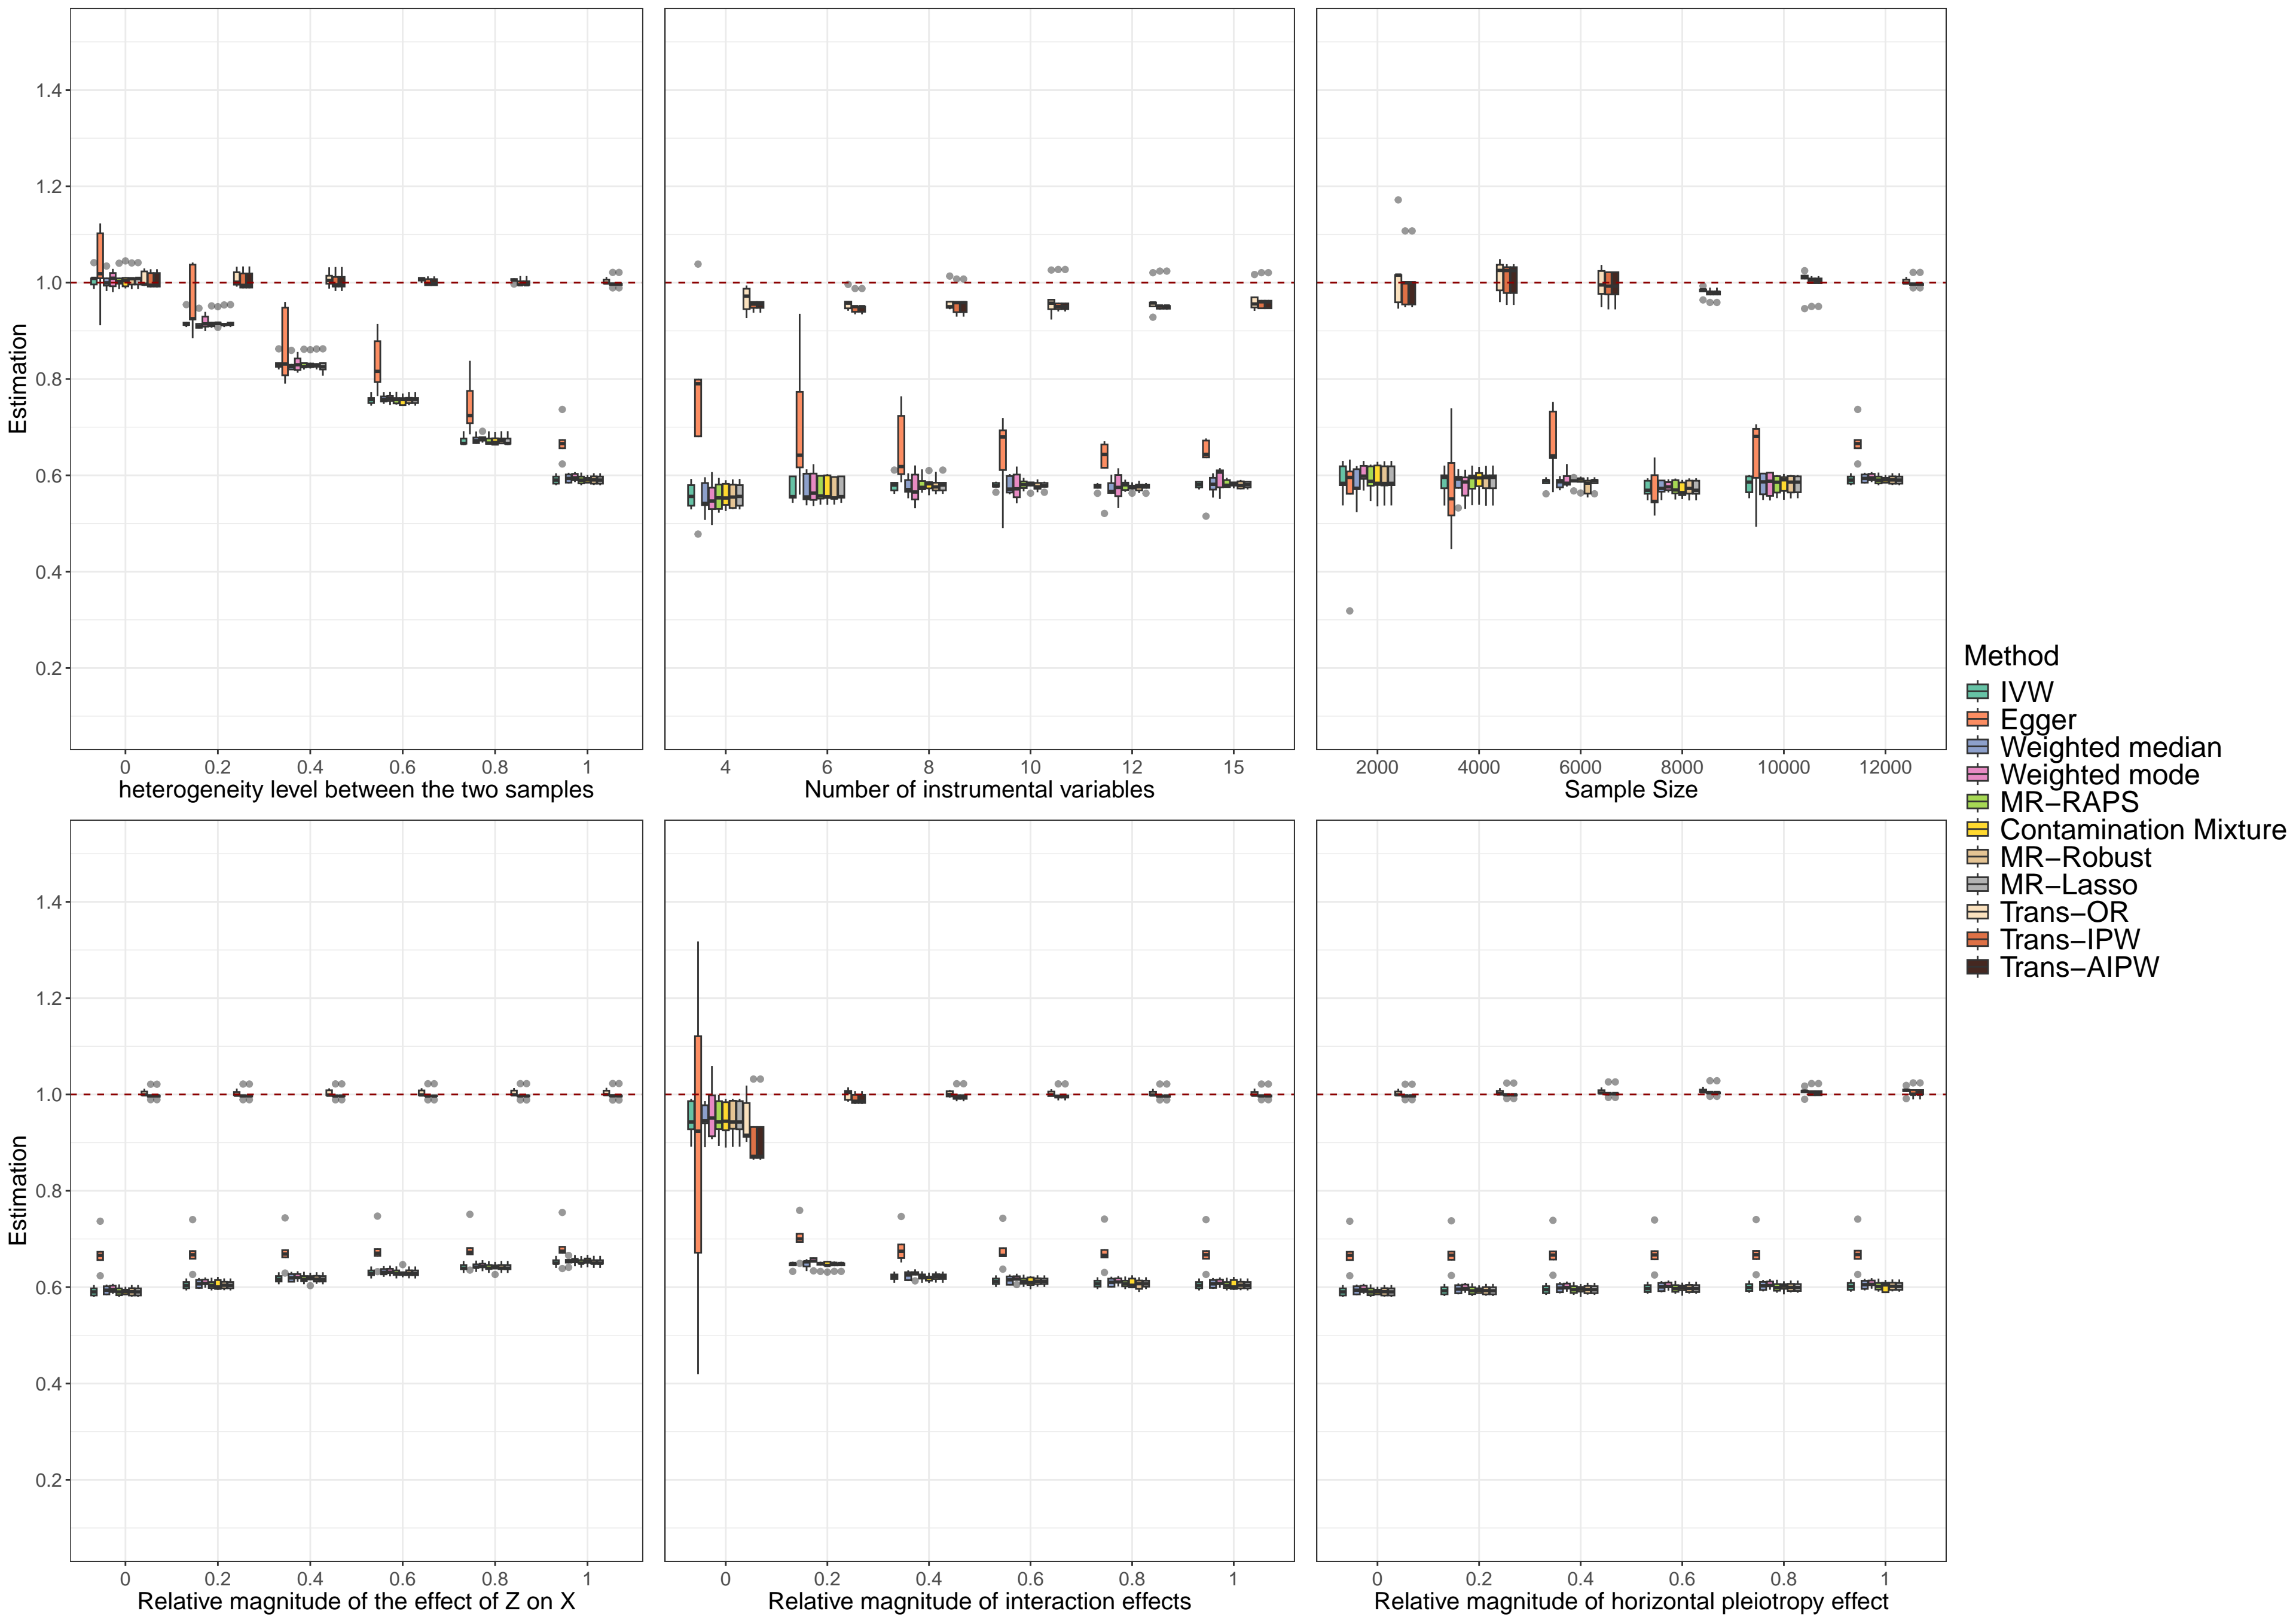 Estimation
1.4
1.2
1.0
0.8
0.6
0.4
0.2
0 0.2 0.4 0.6 0.8 1
heterogeneity level between the two samples
4 6 8 10 12 15
Number of instrumental variables
2000 4000 6000 8000 10000 12000
Sample Size
Method
IVW
Egger
Weighted median
Weighted mode
MR−RAPS
Contamination Mixture
MR−Robust
MR−Lasso
Trans−OR
Trans−IPW
Trans−AIPW
Estimation
1.4
1.2
1.0
0.8
0.6
0.4
0.2
0 0.2 0.4 0.6 0.8 1
Relative magnitude of the effect of Z on X
0 0.2 0.4 0.6 0.8 1
Relative magnitude of interaction effects
0 0.2 0.4 0.6 0.8 1
Relative magnitude of horizontal pleiotropy effect